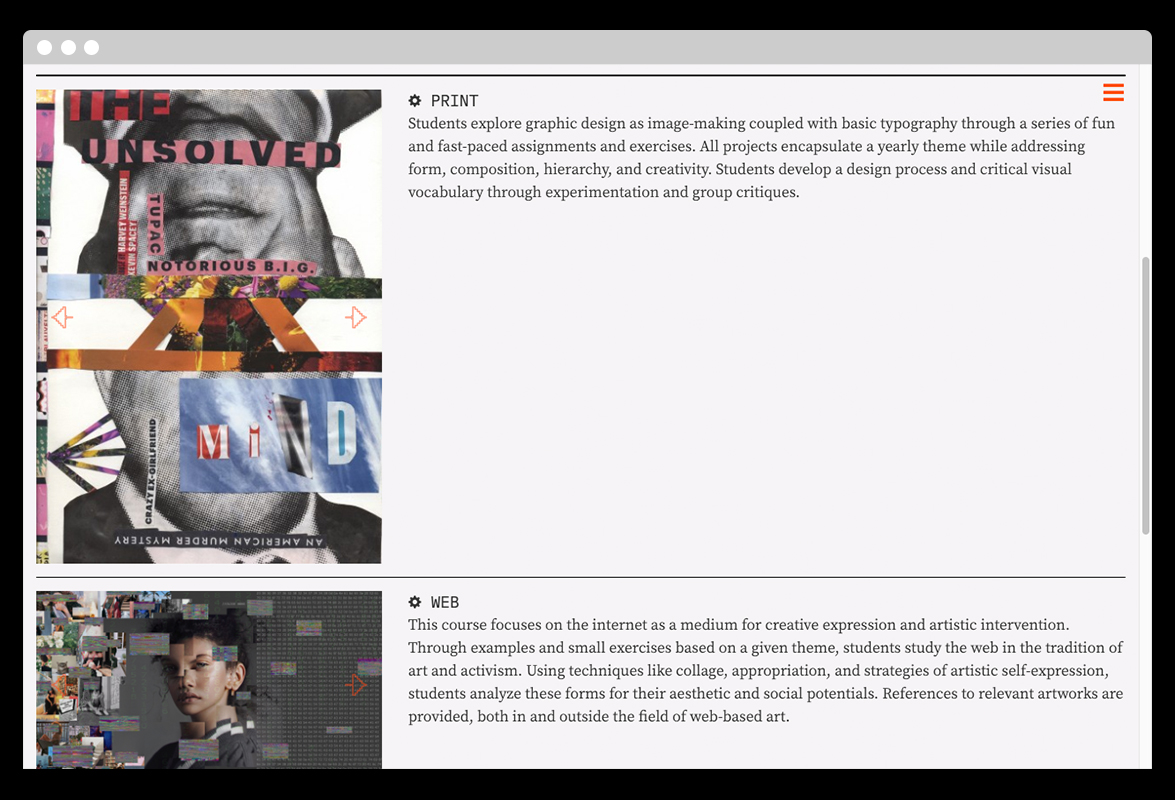 THE
UNSOLVED
HARVEY WEINSTEIN
KEVIN SPACEY
TUPAC
NOTORIOUS B.I.G.
MiND
CRAZY EX-GIRLFRIEND
AN AMERICAN MURDER MYSTERY
PRINT
Students explore graphic design as image-making coupled with basic typography through a series of fun
and fast-paced assignments and exercises. All projects encapsulate a yearly theme while addressing
form, composition, hierarchy, and creativity. Students develop a design process and critical visual
vocabulary through experimentation and group critiques.
WEB
This course focuses on the internet as a medium for creative expression and artistic intervention.
Through examples and small exercises based on a given theme, students study the web in the tradition of
art and activism. Using techniques like collage, appropriation, and strategies of artistic self-expression,
students analyze these forms for their aesthetic and social potentials. References to relevant artworks are
provided, both in and outside the field of web-based art.